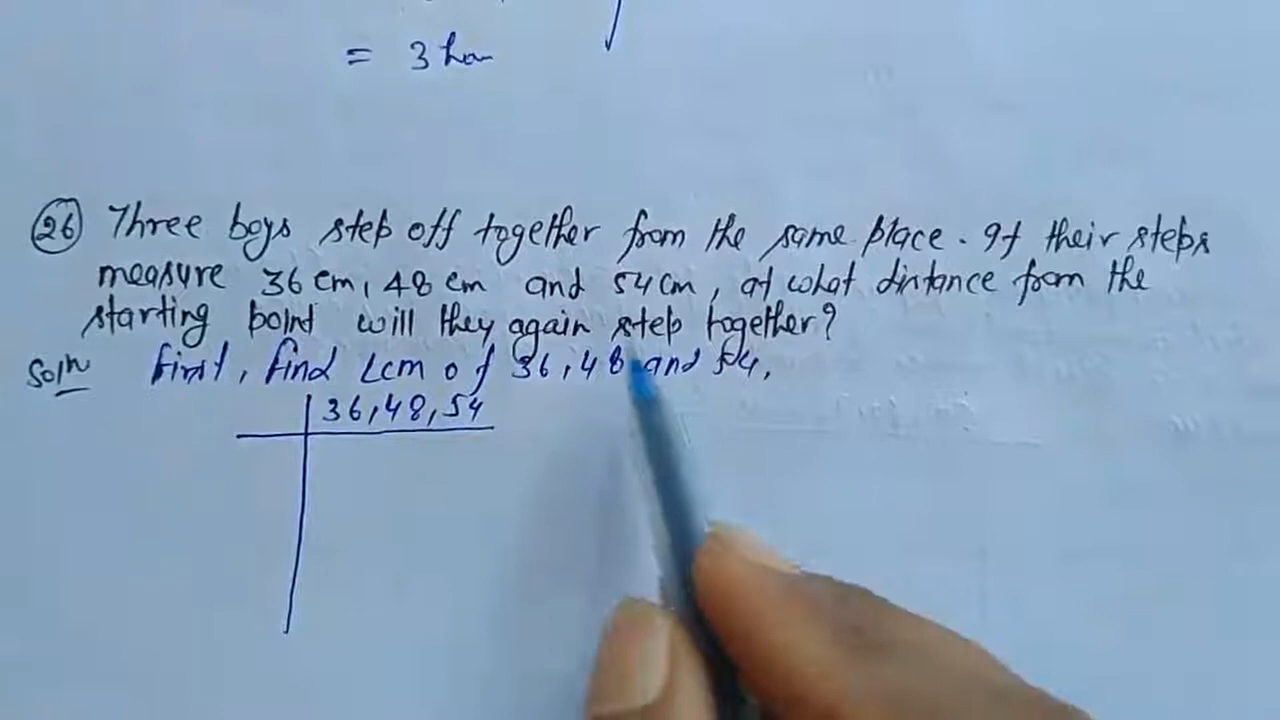 = 3
26 Three boys step off together from the same place. If their steps
measure 36 cm, 48 cm and 54 cm, at what distance from the
starting point will they again step together?
Soln First, find Lcm of 36, 48 and 54,
36, 48, 54